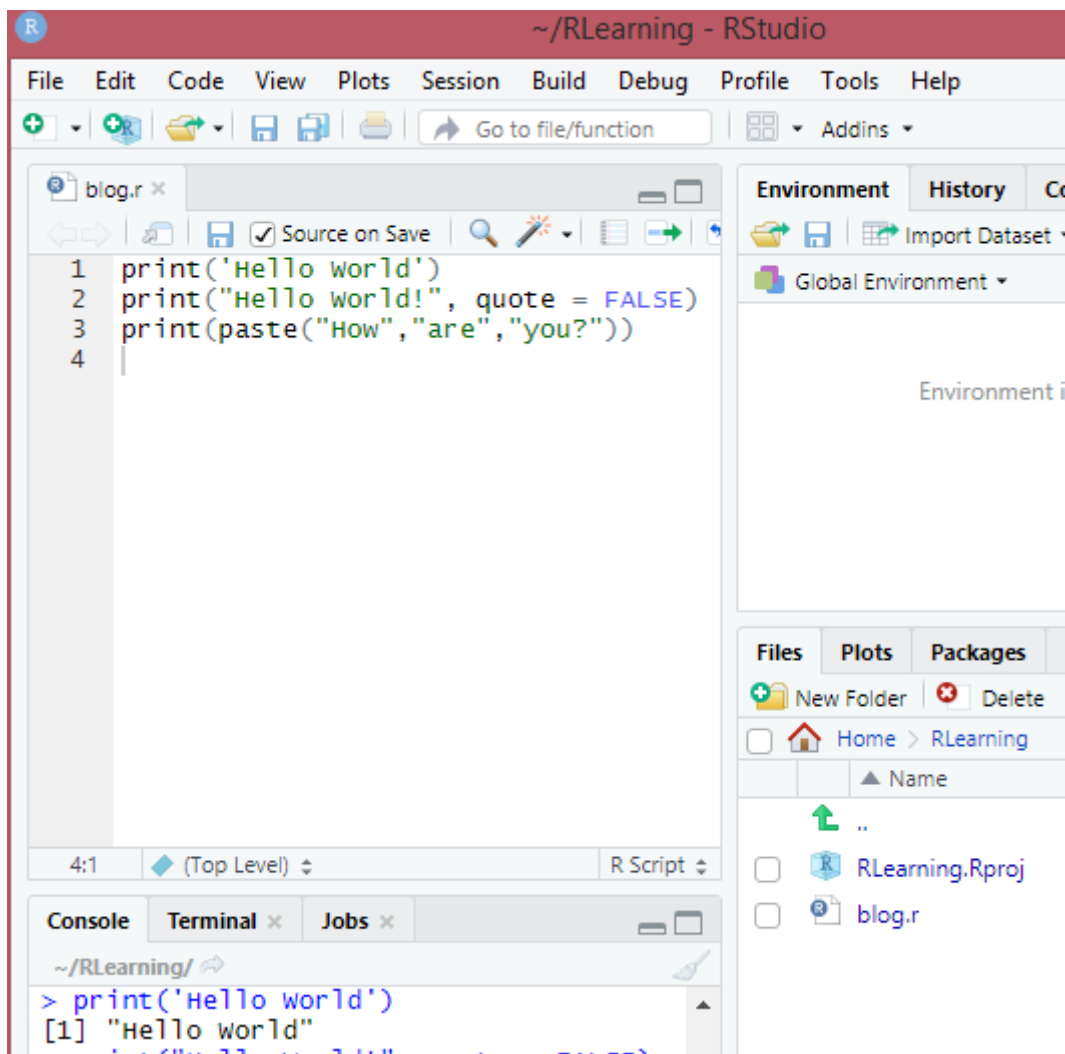 R
~/RLearning - RStudio
File Edit Code View Plots Session Build Debug Profile Tools Help
Go to file/function Addins
blog.r
Source on Save
1 print('Hello World')
2 print("Hello World!", quote = FALSE)
3 print(paste("How","are","you?"))
4
4:1 (Top Level) R Script
Console Terminal Jobs
~/RLearning/
> print('Hello World')
[1] "Hello World"
Environment History
Import Dataset
Global Environment
Environment
Files Plots Packages
New Folder Delete
Home > RLearning
Name
..
RLearning.Rproj
blog.r